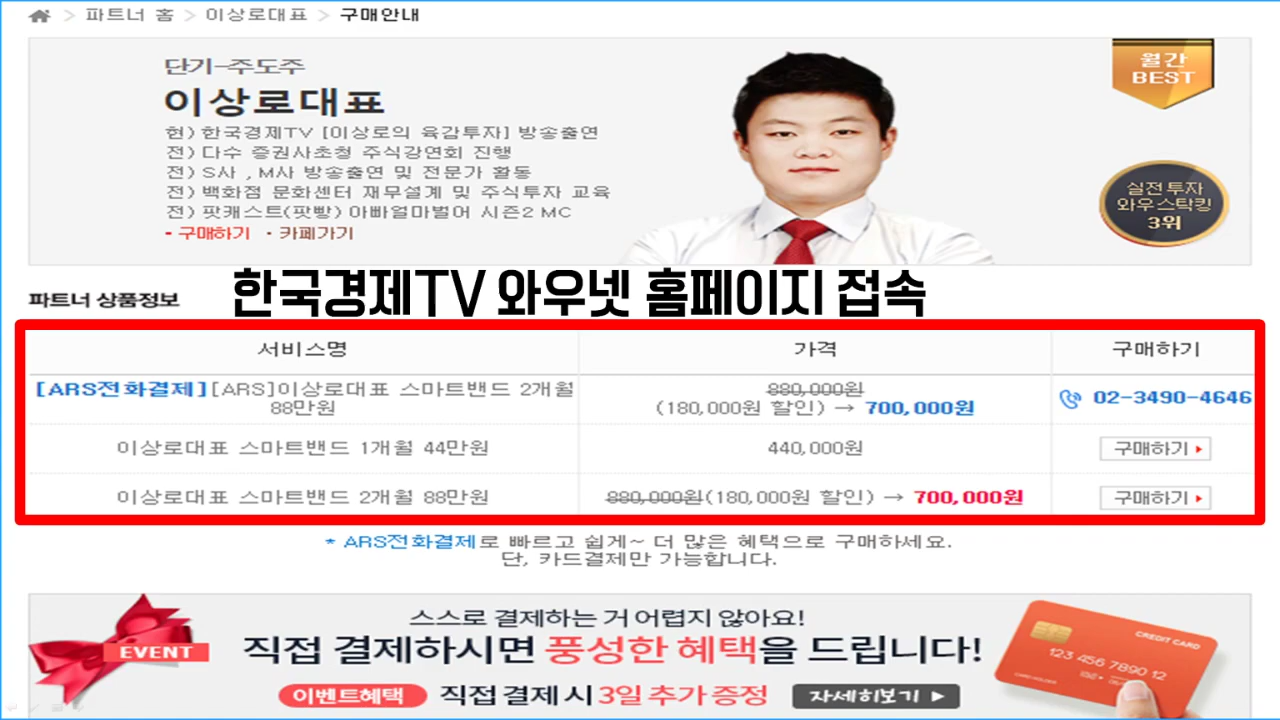 파트너 홈 > 이상로대표 > 구매안내
단기-주도주
이상로대표
현) 한국경제TV [이상로의 육감투자] 방송출연
전) 다수 증권사초청 주식강연회 진행
전) S사 , M사 방송출연 및 전문가 활동
전) 백화점 문화센터 재무설계 및 주식투자 교육
전) 팟캐스트(팟빵) 아빠얼마벌어 시즌2 MC
- 구매하기 · 카페가기
월간
BEST
실전투자
와우스탁킹
3위
파트너 상품정보
한국경제TV 와우넷 홈페이지 접속
서비스명 가격 구매하기
[ARS전화결제][ARS]이상로대표 스마트밴드 2개월
88만원
880,000원
(180,000원 할인) → 700,000원
02-3490-4646
이상로대표 스마트밴드 1개월 44만원 440,000원 구매하기
이상로대표 스마트밴드 2개월 88만원 880,000원(180,000원 할인) → 700,000원 구매하기
* ARS전화결제로 빠르고 쉽게~ 더 많은 혜택으로 구매하세요.
단, 카드결제만 가능합니다.
스스로 결제하는 거 어렵지 않아요!
EVENT
직접 결제하시면 풍성한 혜택을 드립니다!
이벤트혜택 직접 결제 시 3일 추가 증정 자세히보기 ▶
CREDIT CARD
123 456 7890 12
CARD HOLDER